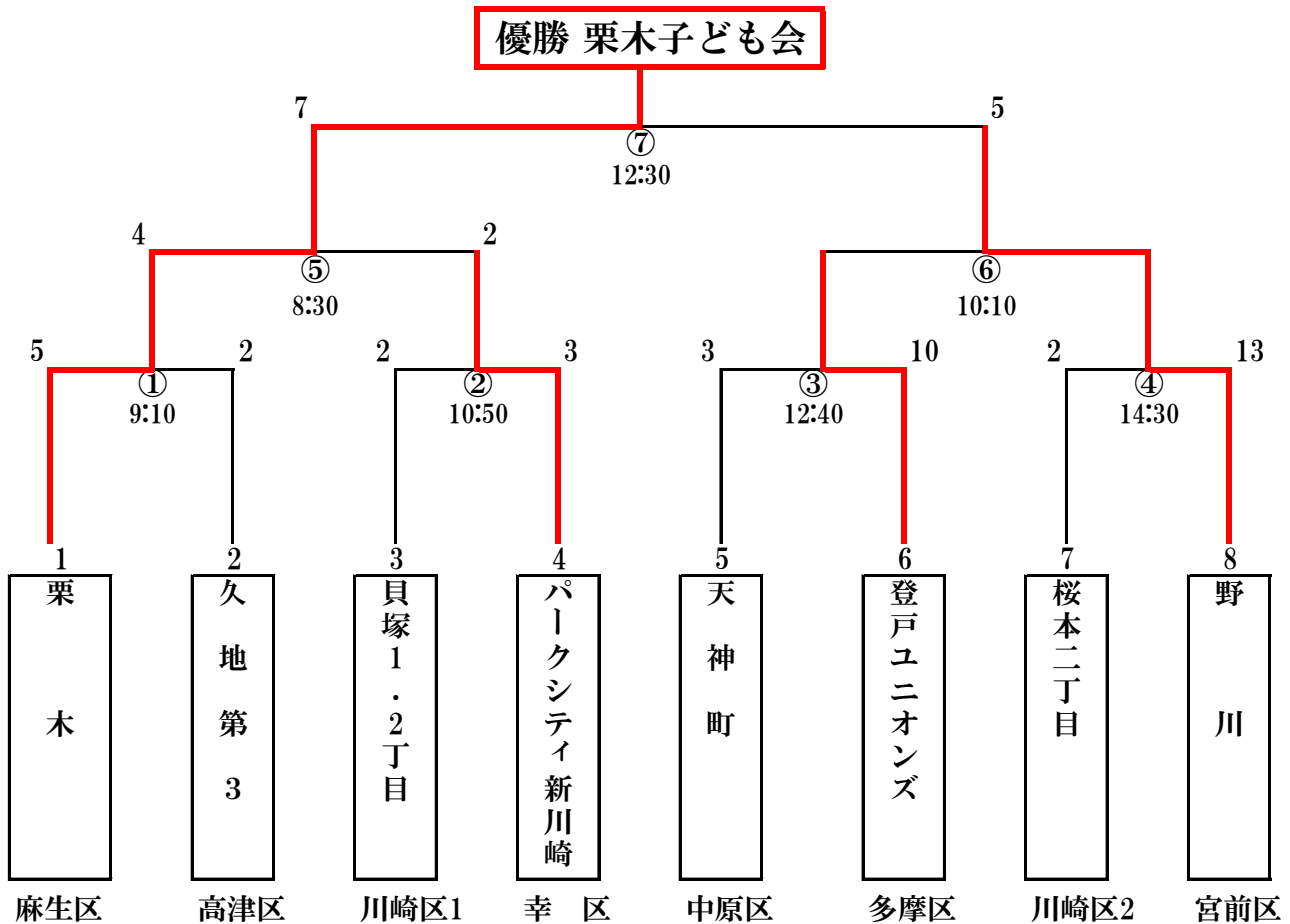 優勝 栗木子ども会
7
5
⑦
12:30
4
2
⑤
8:30
⑥
10:10
5
2
2
3
3
10
2
13
①
9:10
②
10:50
③
12:40
④
14:30
1
2
3
4
5
6
7
8
栗木
久地第3
貝塚1.2丁目
パークシティ新川崎
天神町
登戸ユニオンズ
桜本二丁目
野川
麻生区
高津区
川崎区1
幸 区
中原区
多摩区
川崎区2
宮前区